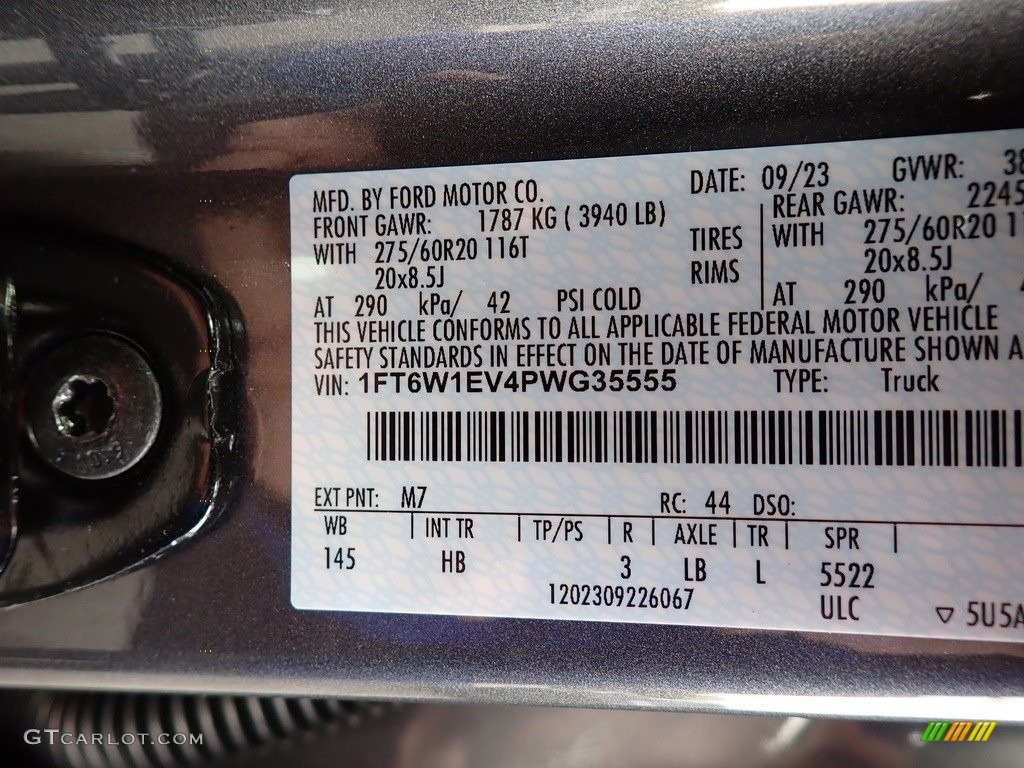 MFD. BY FORD MOTOR CO. DATE: 09/23 GVWR:
FRONT GAWR: 1787 KG ( 3940 LB) REAR GAWR:
WITH 275/60R20 116T TIRES WITH 275/60R20
20x8.5J RIMS 20x8.5J
AT 290 kPa/ 42 PSI COLD AT 290 kPa/
THIS VEHICLE CONFORMS TO ALL APPLICABLE FEDERAL MOTOR VEHICLE
SAFETY STANDARDS IN EFFECT ON THE DATE OF MANUFACTURE SHOWN
VIN: 1FT6W1EV4PWG35555 TYPE: Truck
EXT PNT: M7 RC: 44 DSO:
WB INT TR TP/PS R AXLE TR SPR
145 HB 3 LB L 5522
1202309226067 ULC ▽ 5U5A
10.9
GTcarlot.com